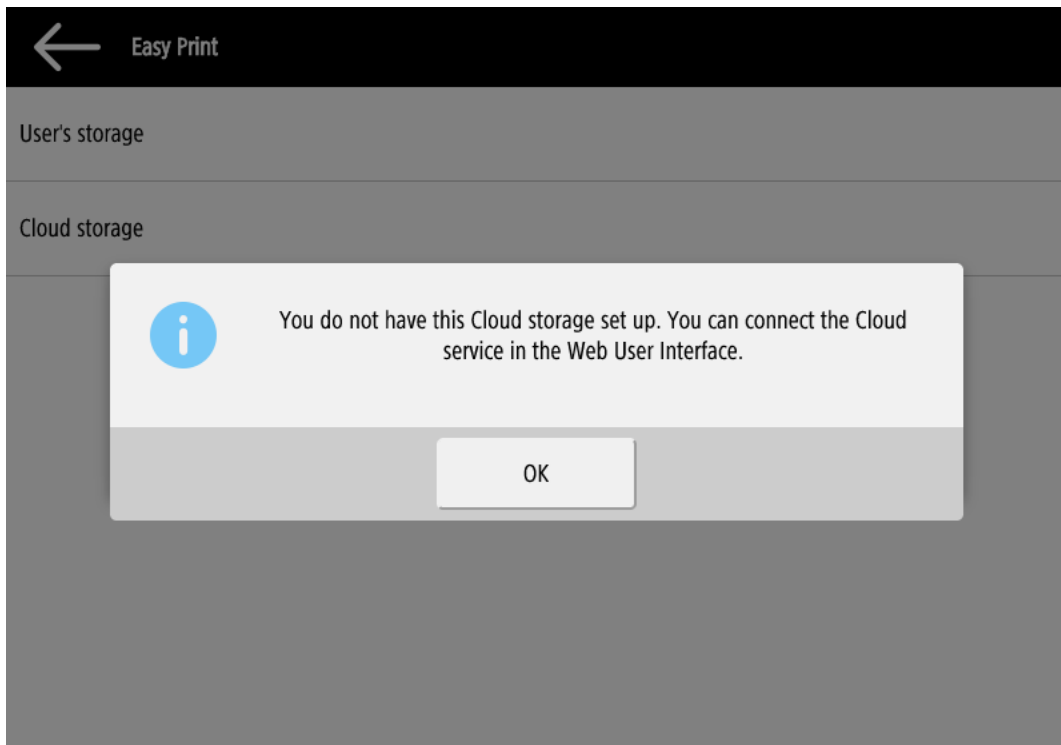 Easy Print
User's storage
Cloud storage
You do not have this Cloud storage set up. You can connect the Cloud
service in the Web User Interface.
OK